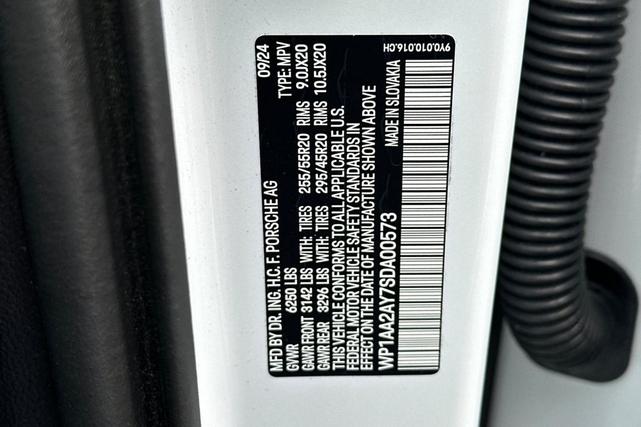 MFD BY DR. ING. H.C. F. PORSCHE AG 09/24
GVWR 6250 LBS TYPE: MPV
GAWR FRONT 3142 LBS WITH: TIRES 255/55R20 RIMS 9.0JX20
GAWR REAR 3296 LBS WITH: TIRES 295/45R20 RIMS 10.5JX20
THIS VEHICLE CONFORMS TO ALL APPLICABLE U.S.
FEDERAL MOTOR VEHICLE SAFETY STANDARDS IN
EFFECT ON THE DATE OF MANUFACTURE SHOWN ABOVE
WP1AA2AY7SDA00573 MADE IN SLOVAKIA
9Y0.010.016.CH